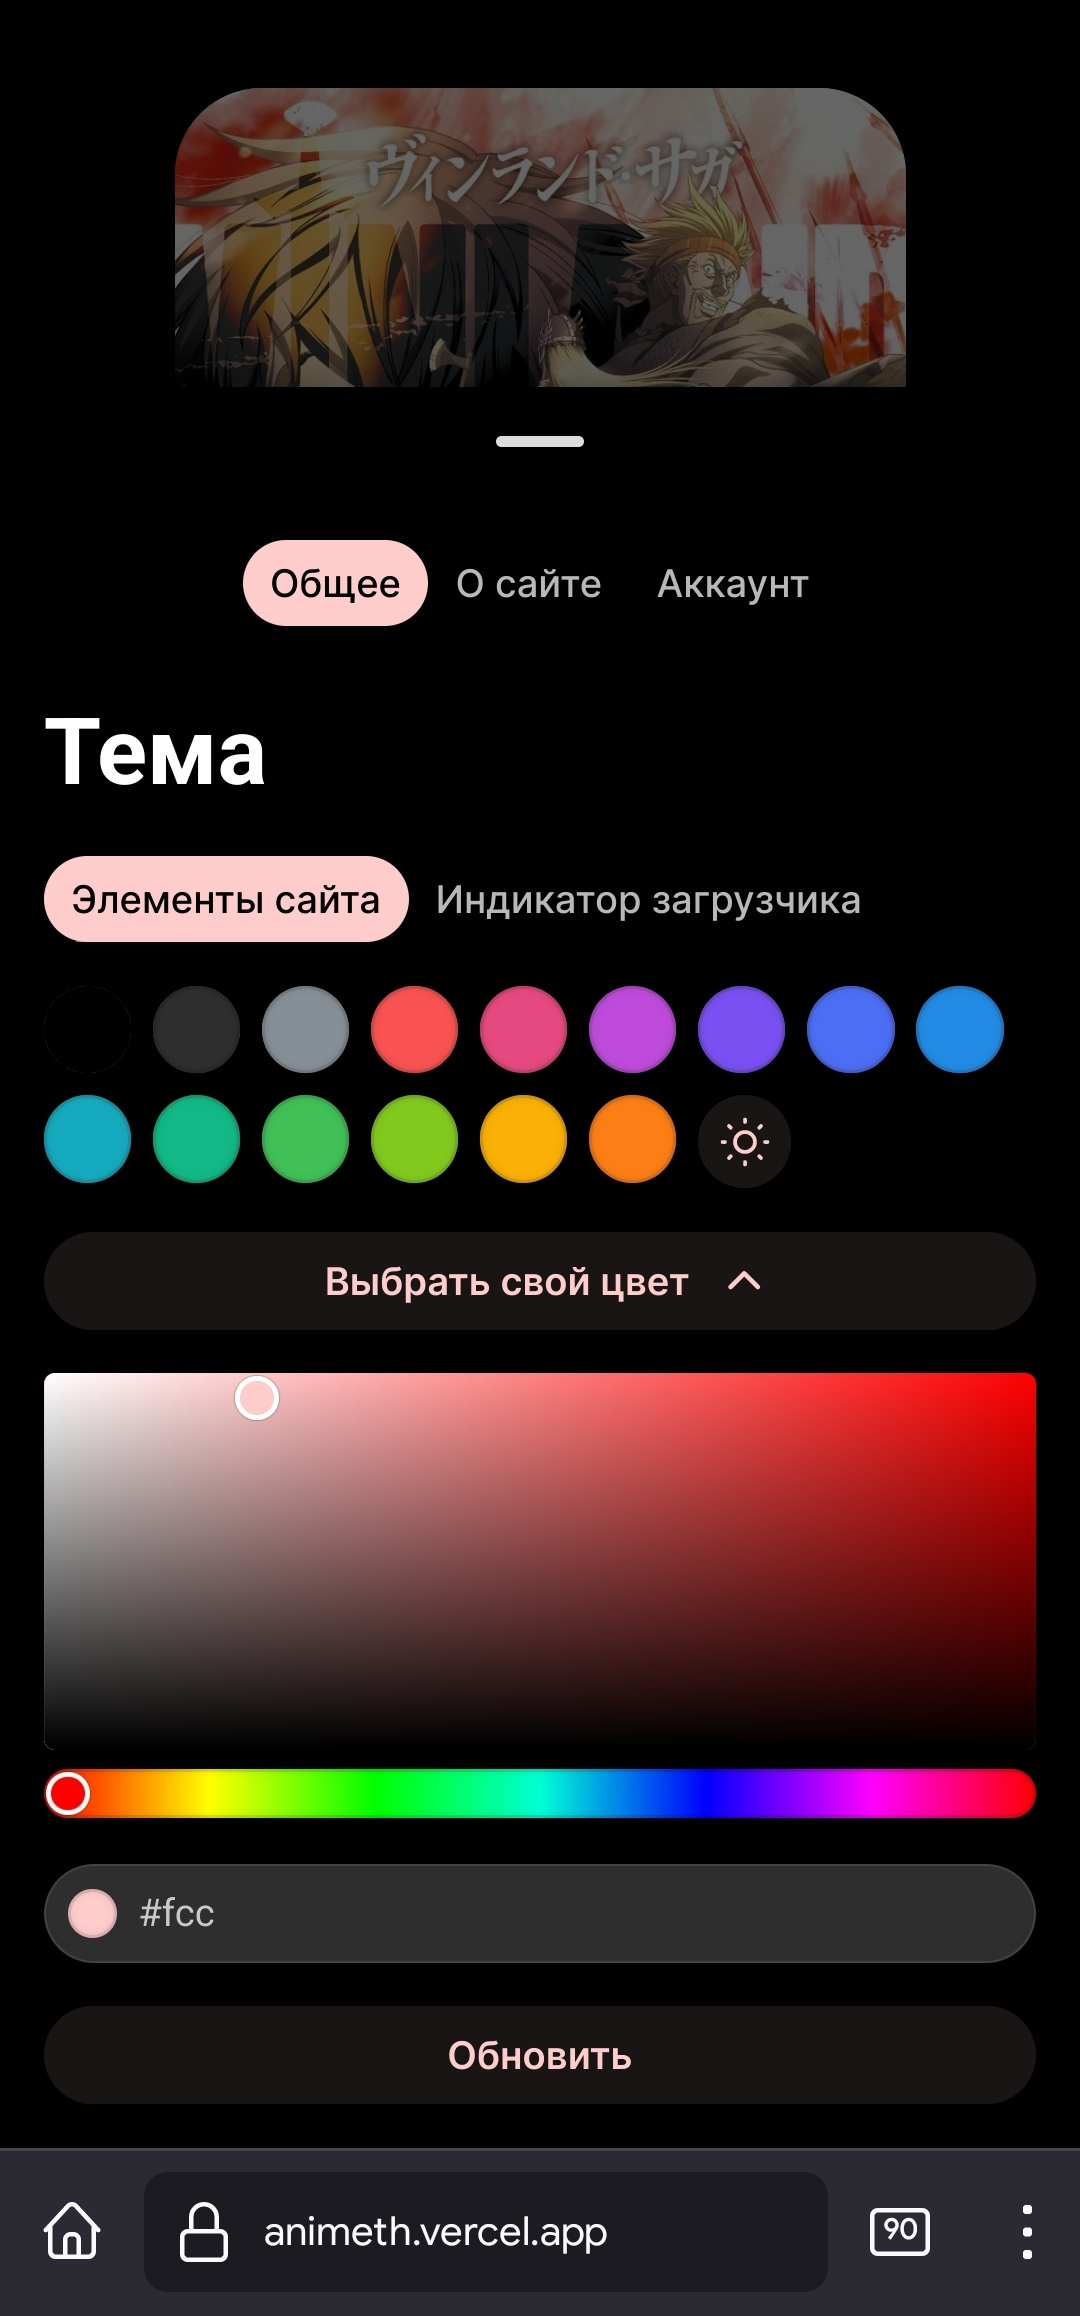 ヴィンランド・サガ
Общее
О сайте
Аккаунт
Тема
Элементы сайта
Индикатор загрузчика
Выбрать свой цвет
#fcc
Обновить
animeth.vercel.app
90